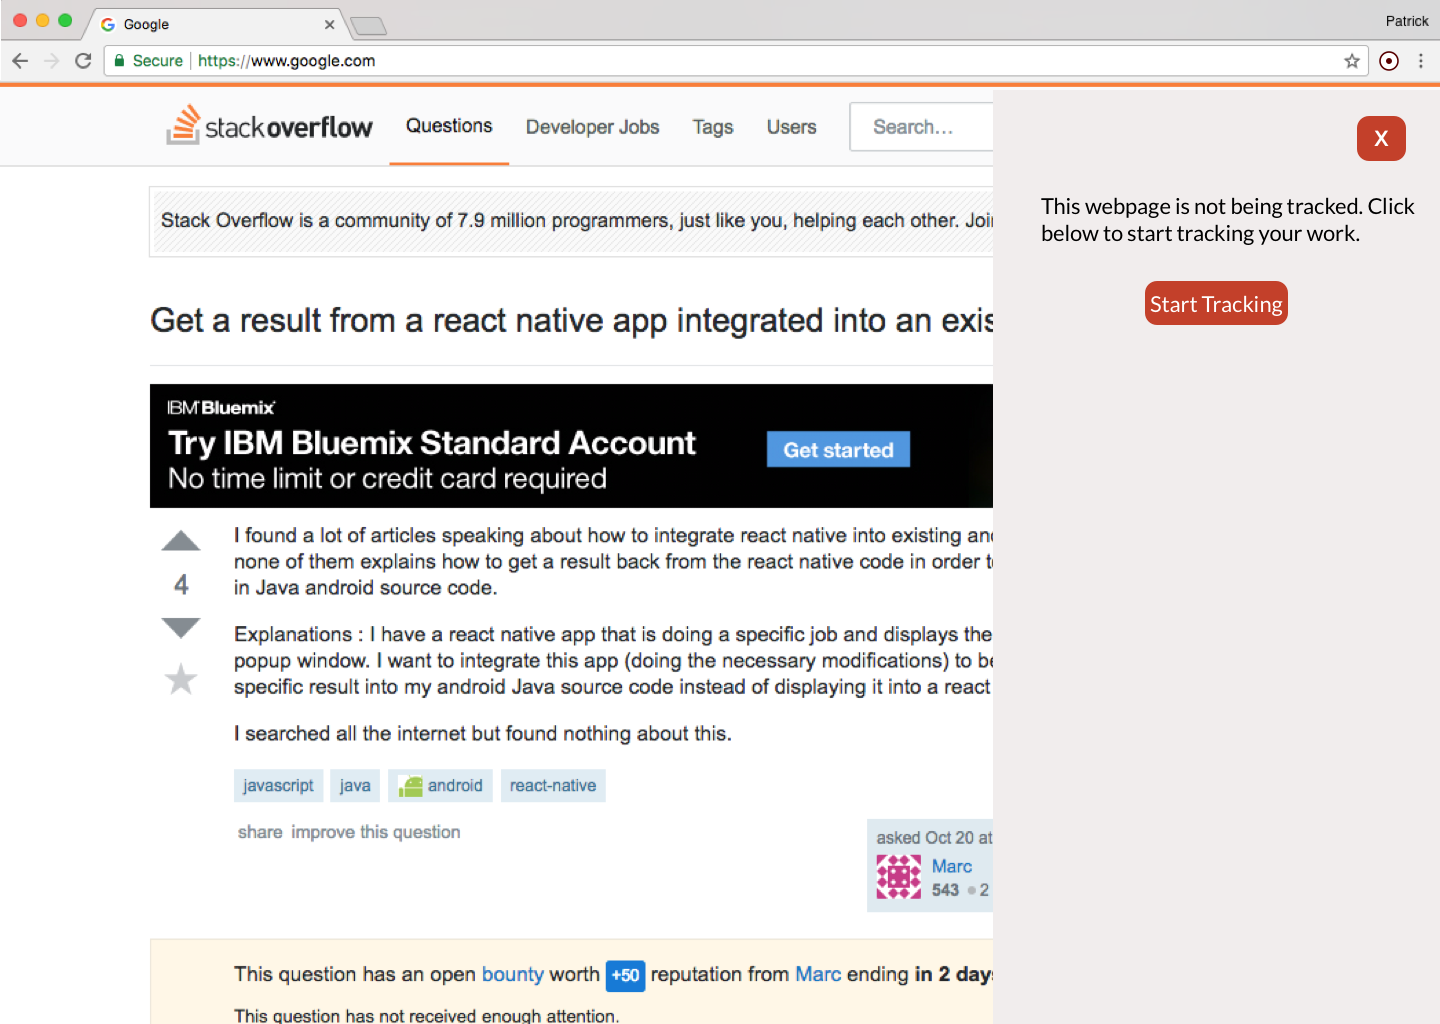 Google
Patrick
Secure https://www.google.com
stackoverflow Questions Developer Jobs Tags Users Search...
X
Stack Overflow is a community of 7.9 million programmers, just like you, helping each other.
This webpage is not being tracked. Click
below to start tracking your work.
Start Tracking
Get a result from a react native app integrated into an
IBM Bluemix
Try IBM Bluemix Standard Account
No time limit or credit card required
Get started
4
I found a lot of articles speaking about how to integrate react native into existing
none of them explains how to get a result back from the react native code in order
in Java android source code.
Explanations : I have a react native app that is doing a specific job and displays the
popup window. I want to integrate this app (doing the necessary modifications) to
specific result into my android Java source code instead of displaying it into a react
I searched all the internet but found nothing about this.
javascript java android react-native
share improve this question
asked Oct 20 at
Marc
543 2
This question has an open bounty worth +50 reputation from Marc ending in 2 days
This question has not received enough attention.